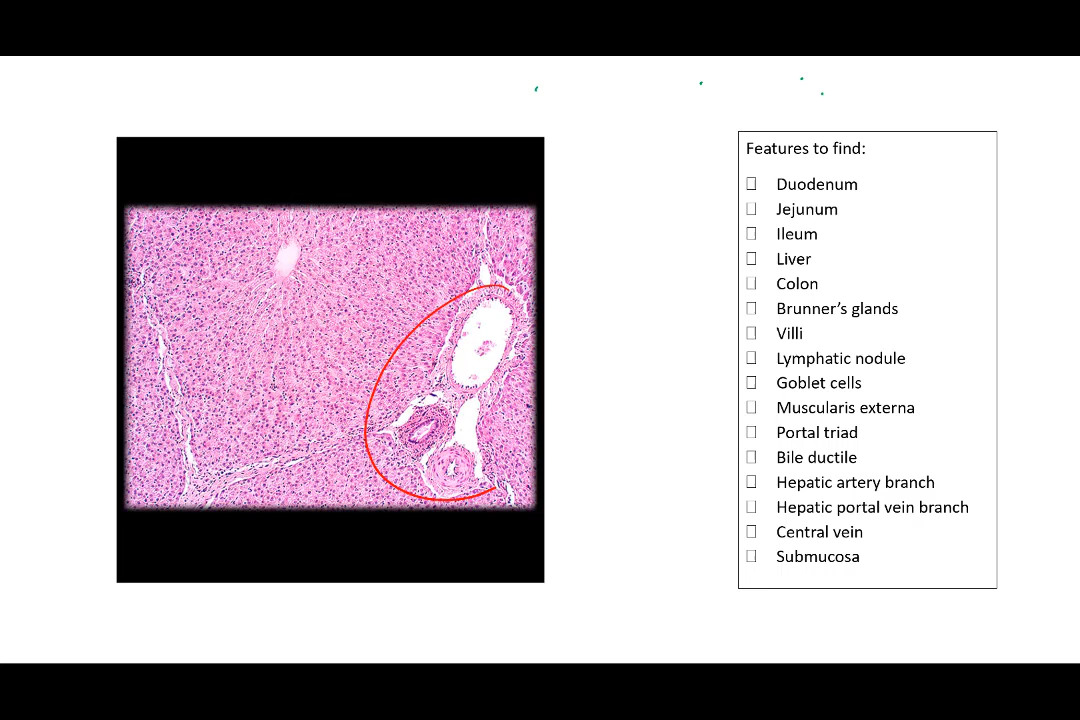 Features to find:
Duodenum
Jejunum
Ileum
Liver
Colon
Brunner’s glands
Villi
Lymphatic nodule
Goblet cells
Muscularis externa
Portal triad
Bile ductile
Hepatic artery branch
Hepatic portal vein branch
Central vein
Submucosa